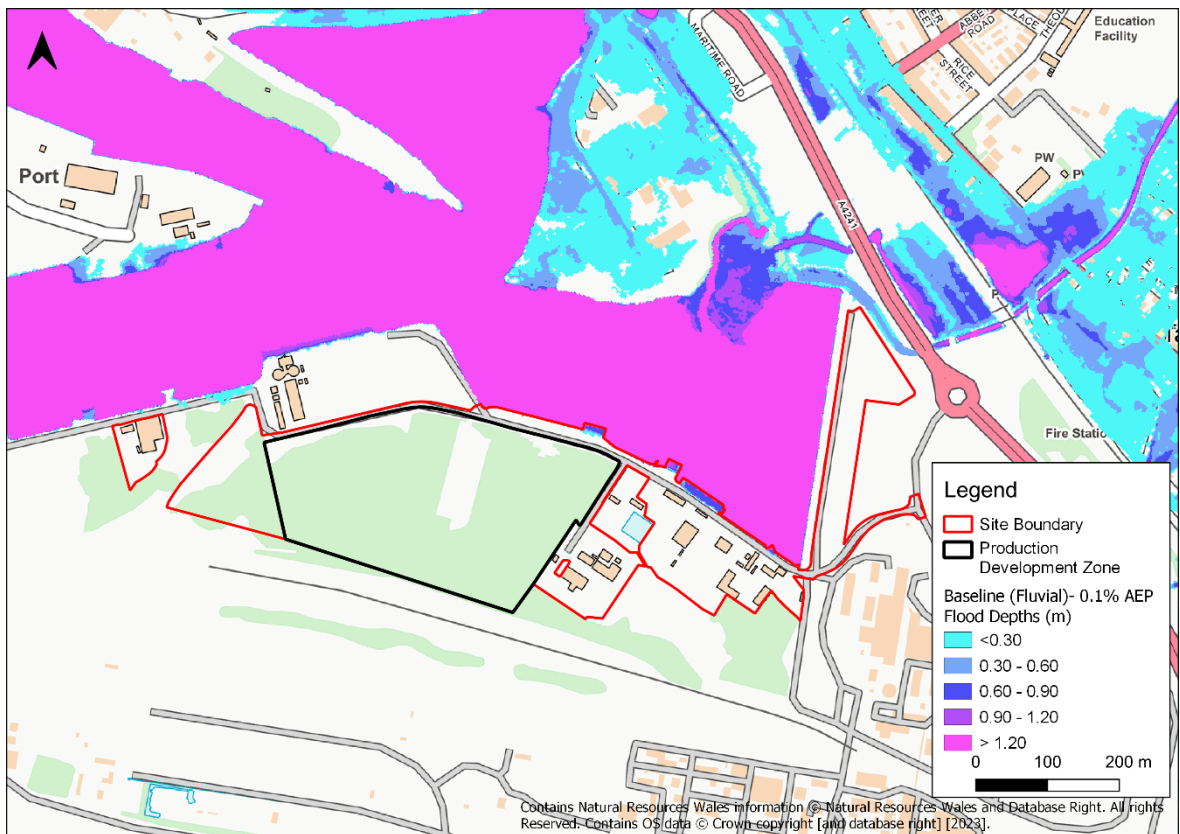 MARITIME ROAD
ABBEY
ROAD
PLACE
RICE
STREET
STREET
Education
Facility
Port
PW
A4241
Fire Statio
Legend
Site Boundary
Production
Development Zone
Baseline (Fluvial)- 0.1% AEP
Flood Depths (m)
<0.30
0.30 - 0.60
0.60 - 0.90
0.90 - 1.20
> 1.20
0 100 200 m
Contains Natural Resources Wales information © Natural Resources Wales and Database Right. All rights
Reserved. Contains OS data © Crown copyright [and database right] [2023].